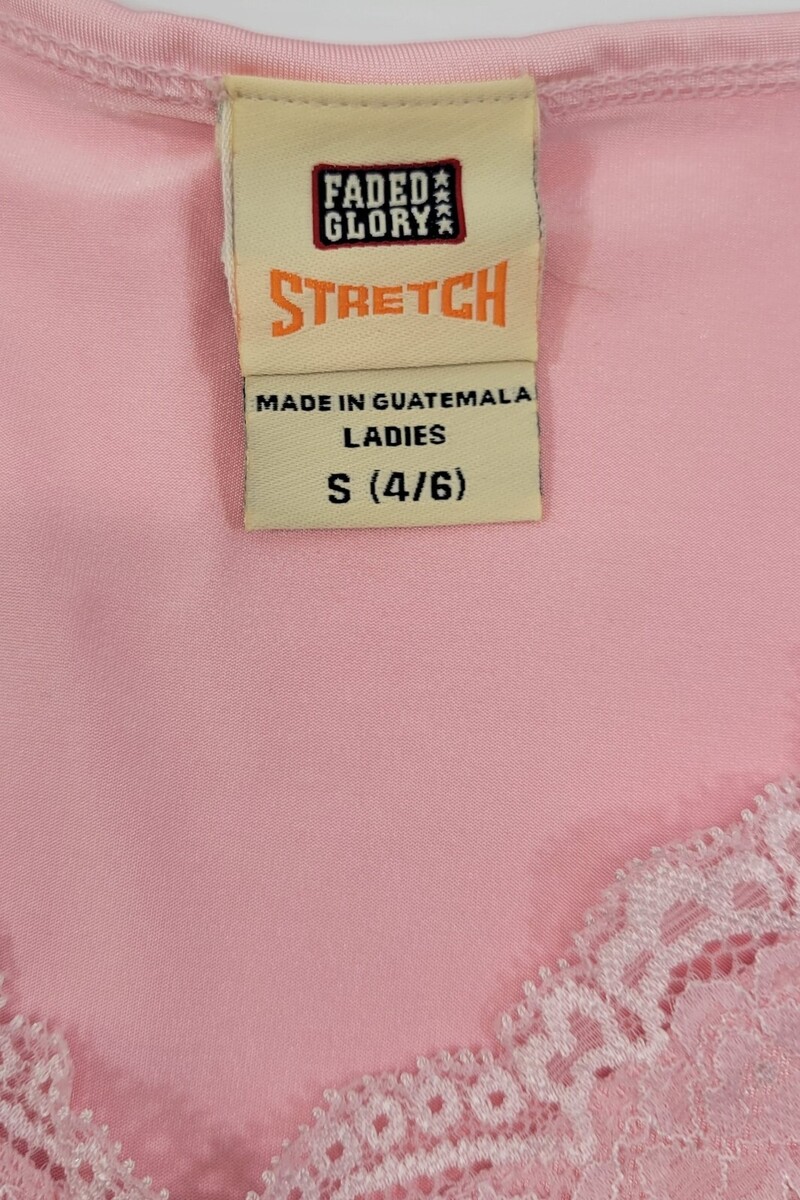 FADED
GLORY
STRETCH
MADE IN GUATEMALA
LADIES
S (4/6)